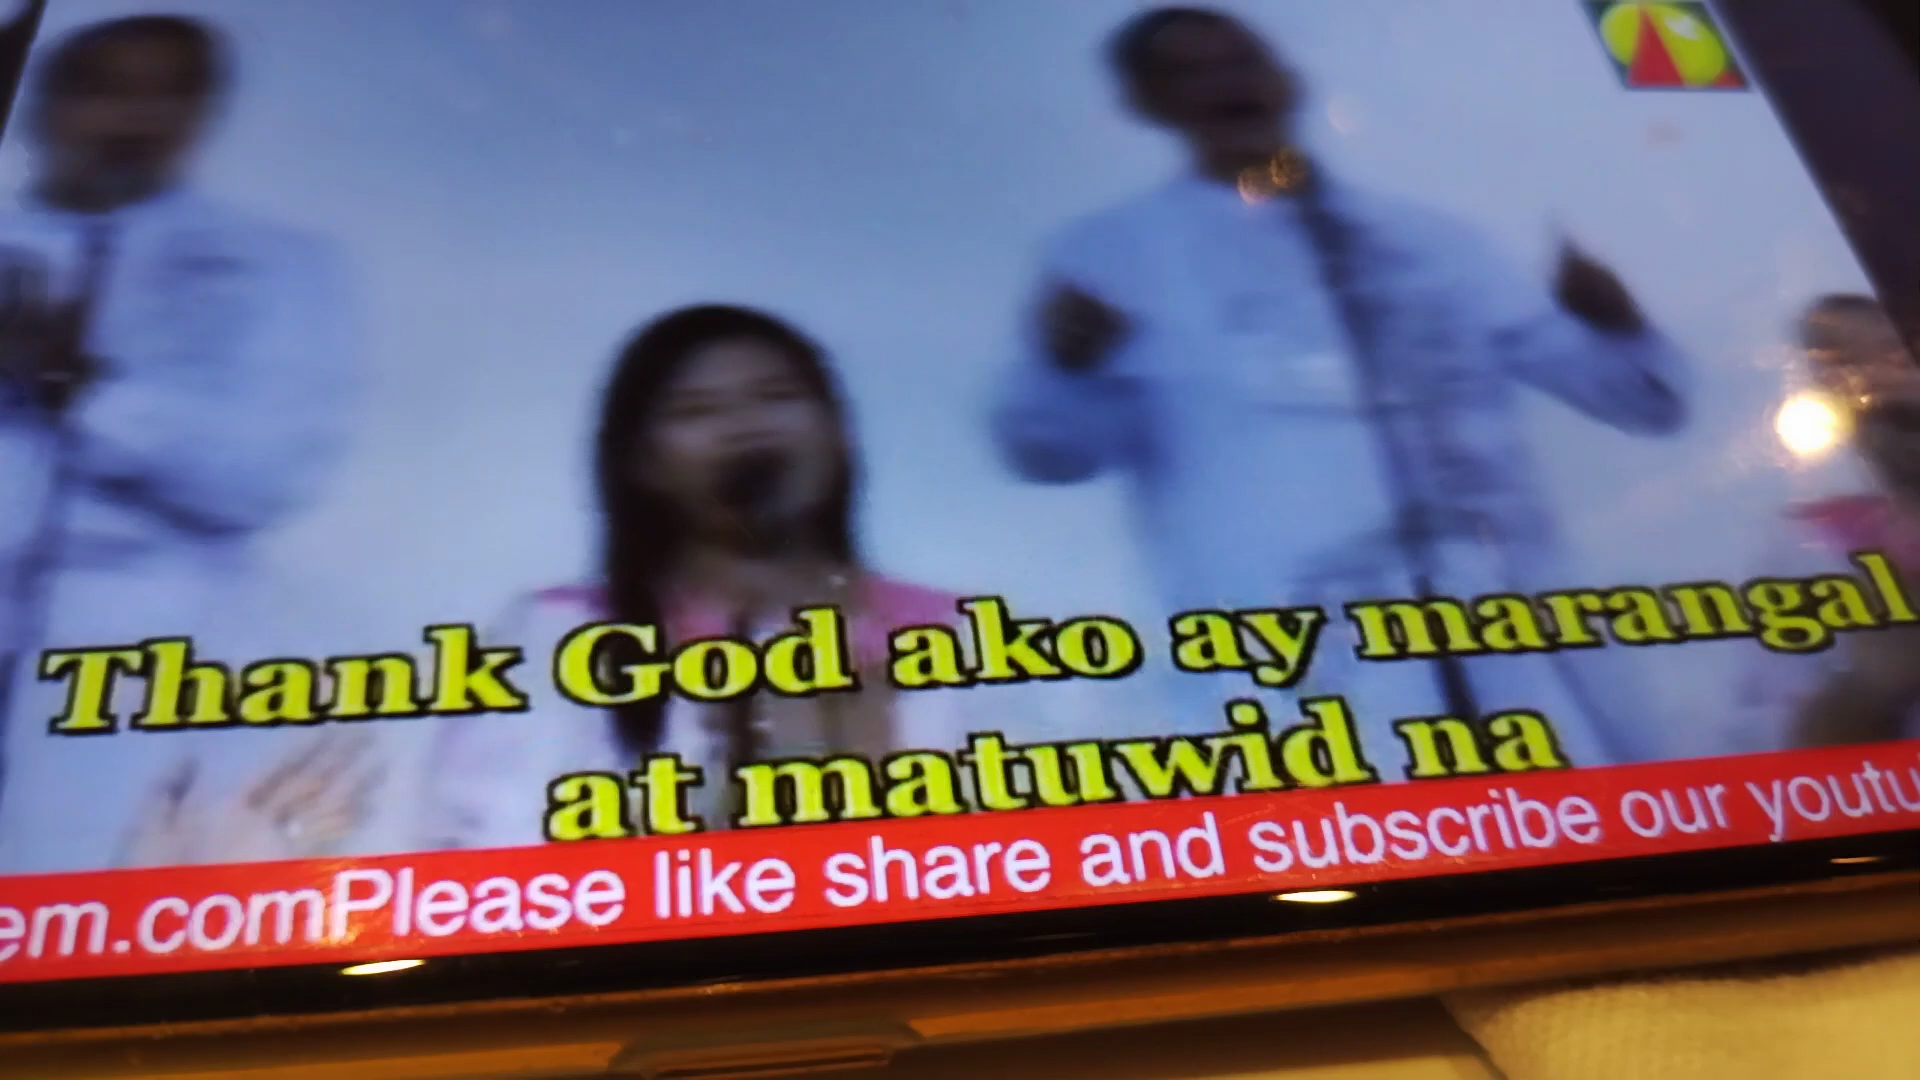 Thank God ako ay marangal
at matuwid na
em.comPlease like share and subscribe our youtu